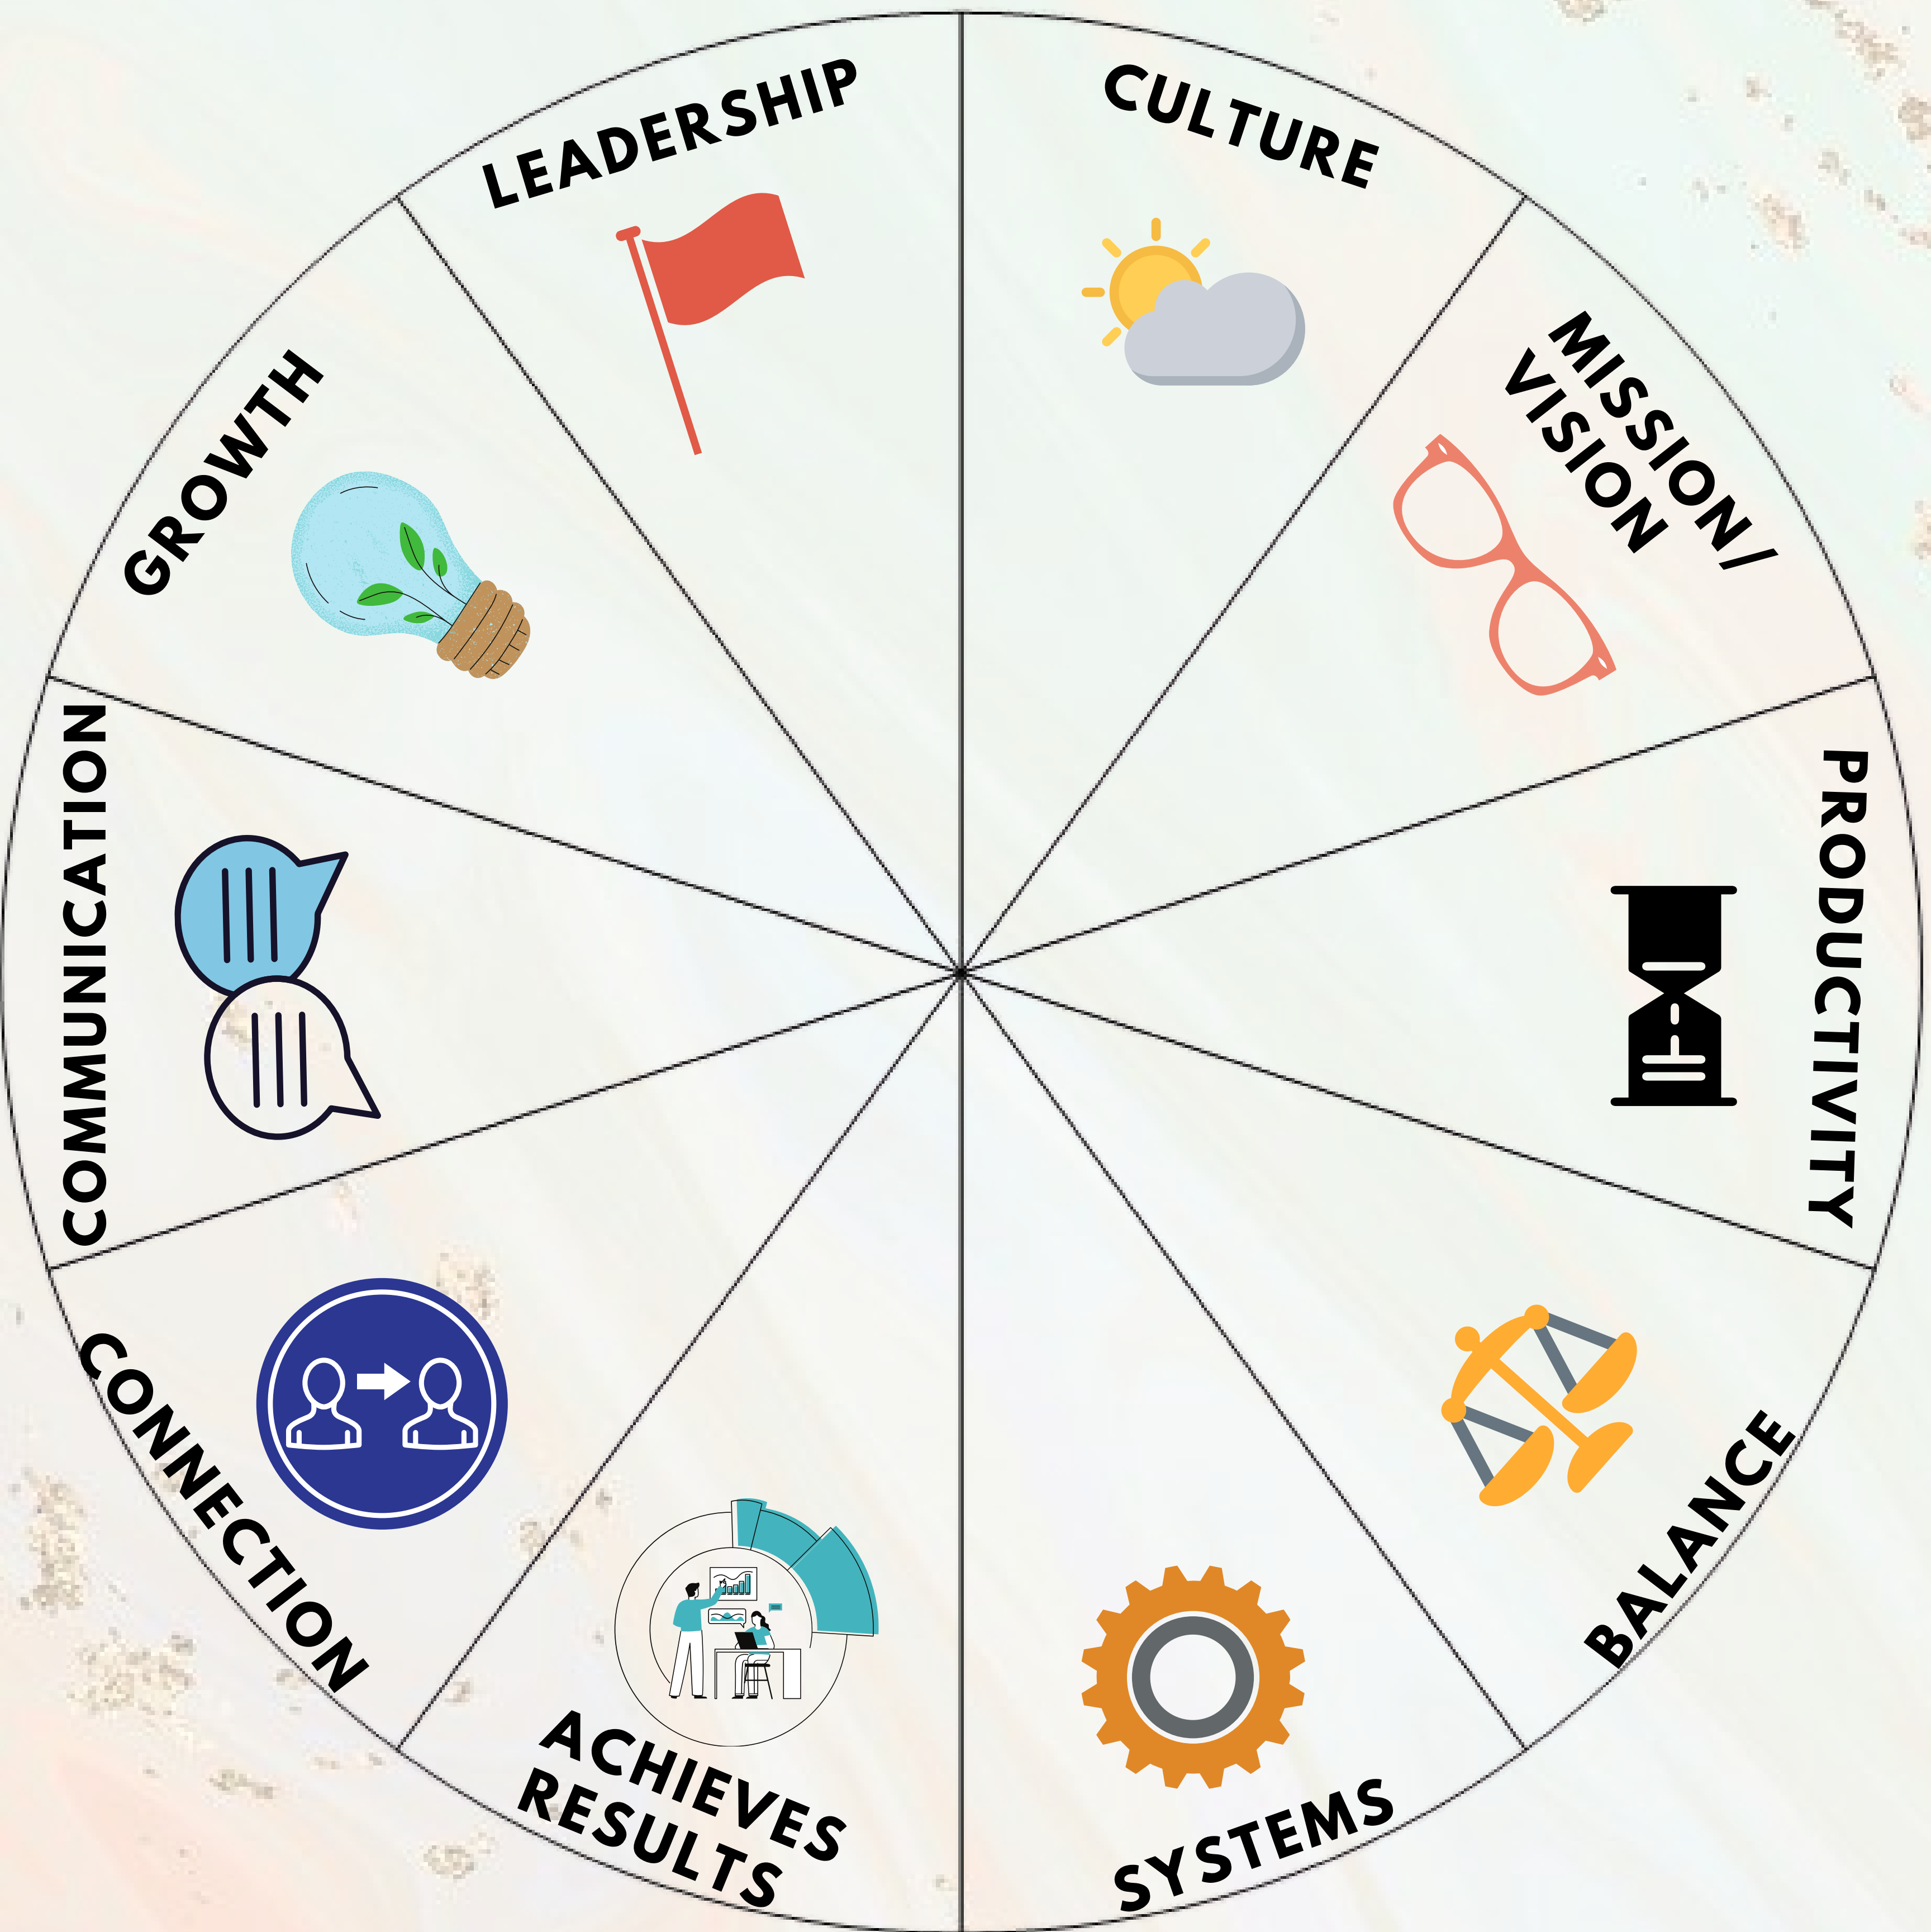 LEADERSHIP
CULTURE
MISSION/
VISION
PRODUCTIVITY
BALANCE
SYSTEMS
ACHIEVES
RESULTS
CONNECTION
COMMUNICATION
GROWTH